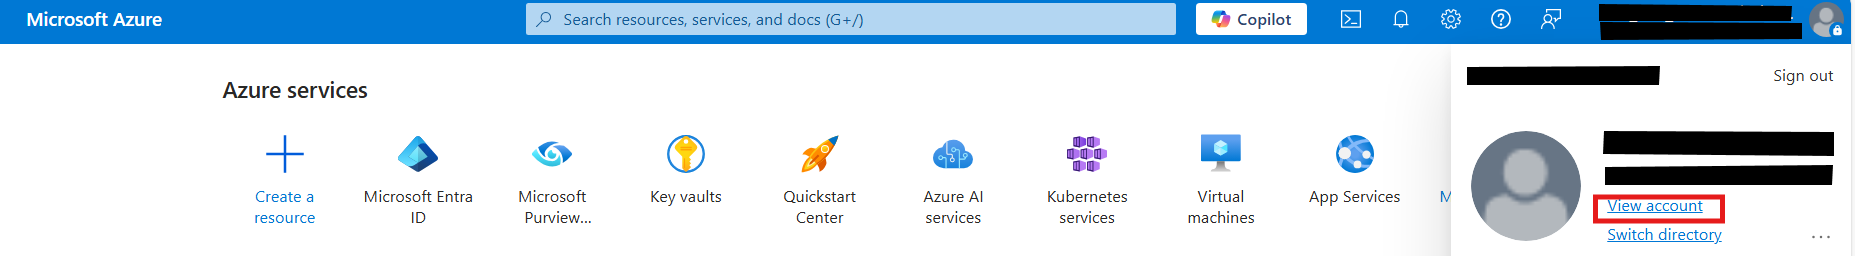 Microsoft Azure
Search resources, services, and docs (G+/)
Copilot
Sign out
Azure services
Create a
resource
Microsoft Entra
ID
Microsoft
Purview...
Key vaults
Quickstart
Center
Azure AI
services
Kubernetes
services
Virtual
machines
App Services
M
View account
Switch directory
...